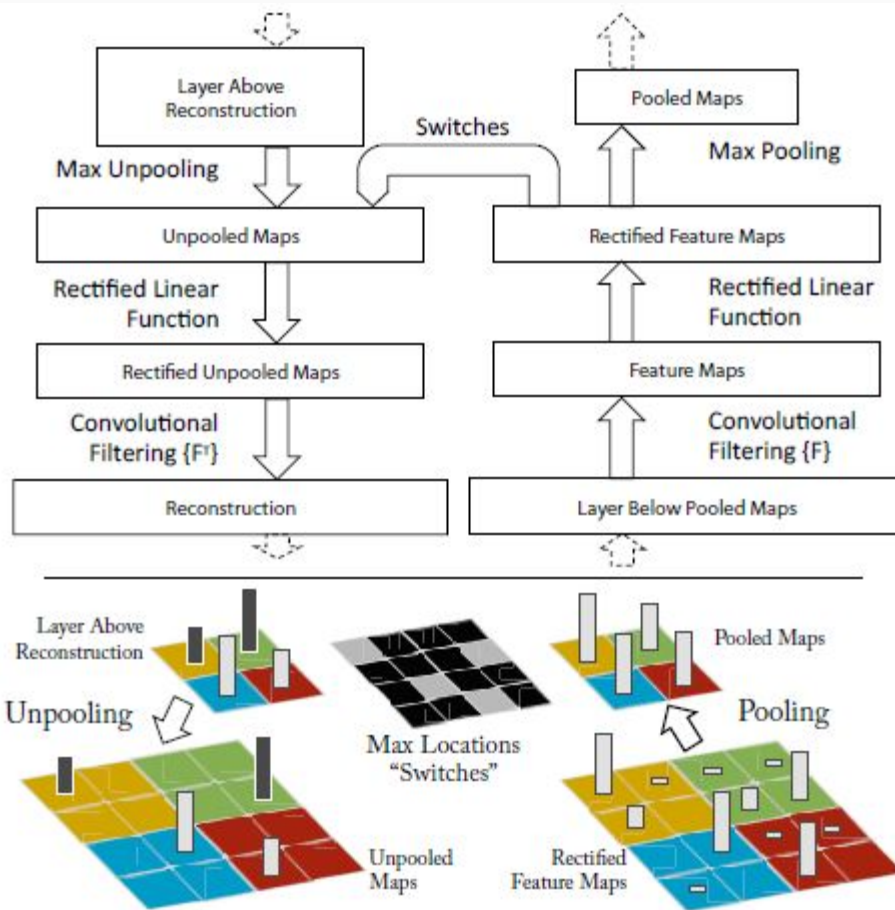 Layer Above
Reconstruction
Pooled Maps
Switches
Max Unpooling
Max Pooling
Unpooled Maps
Rectified Feature Maps
Rectified Linear
Function
Rectified Linear
Function
Rectified Unpooled Maps
Feature Maps
Convolutional
Filtering {Fᵀ}
Convolutional
Filtering {F}
Reconstruction
Layer Below Pooled Maps
Layer Above
Reconstruction
Pooled Maps
Unpooling
Pooling
Max Locations
“Switches”
Unpooled
Maps
Rectified
Feature Maps